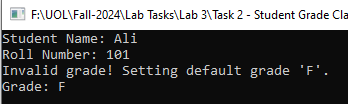 F:\UOL\Fall-2024\Lab Tasks\Lab 3\Task 2 - Student Grade Cla
Student Name: Ali
Roll Number: 101
Invalid grade! Setting default grade 'F'.
Grade: F